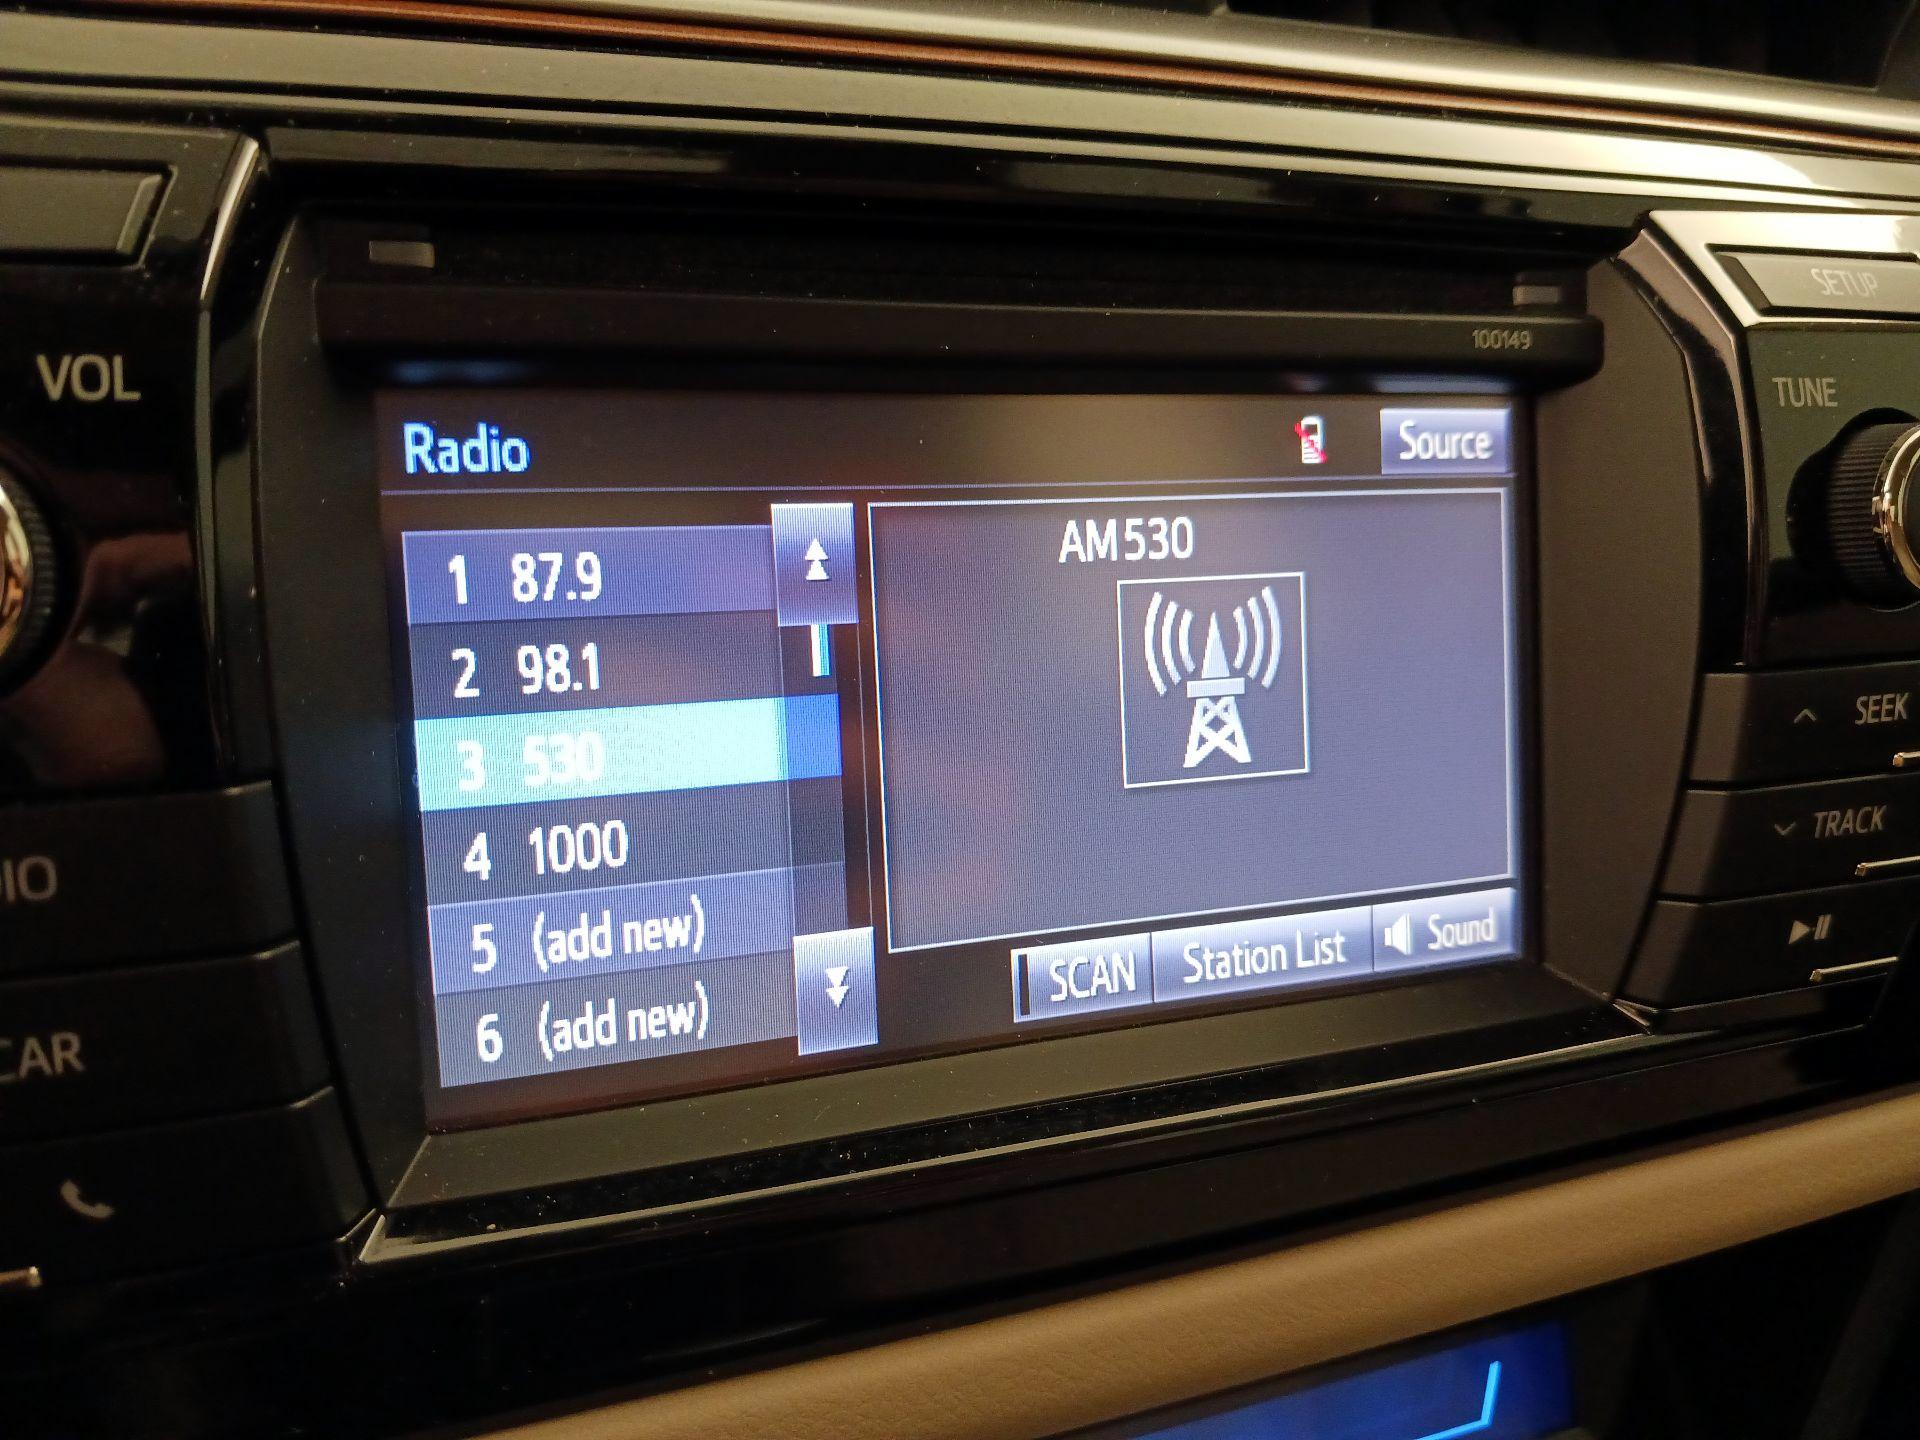 SETUP
100149
VOL
TUNE
Radio
Source
AM530
1 87.9
2 98.1
3 530
4 1000
5 (add new)
6 (add new)
SCAN
Station List
Sound
SEEK
TRACK
DIO
CAR